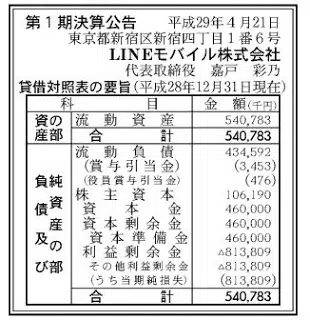 第1期決算公告 平成29年4月21日
東京都新宿区新宿四丁目1番6号
LINEモバイル株式会社
代表取締役 嘉戸 彩乃
貸借対照表の要旨(平成28年12月31日現在)
科目 金額(千円)
資産の部
流動資産 540,783
合計 540,783
負債及び純資産の部
流動負債 434,592
(賞与引当金) (3,453)
(役員賞与引当金) (476)
株主資本 106,190
資本金 460,000
資本剰余金 460,000
資本準備金 460,000
利益剰余金 △813,809
その他利益剰余金 △813,809
(うち当期純損失) (813,809)
合計 540,783